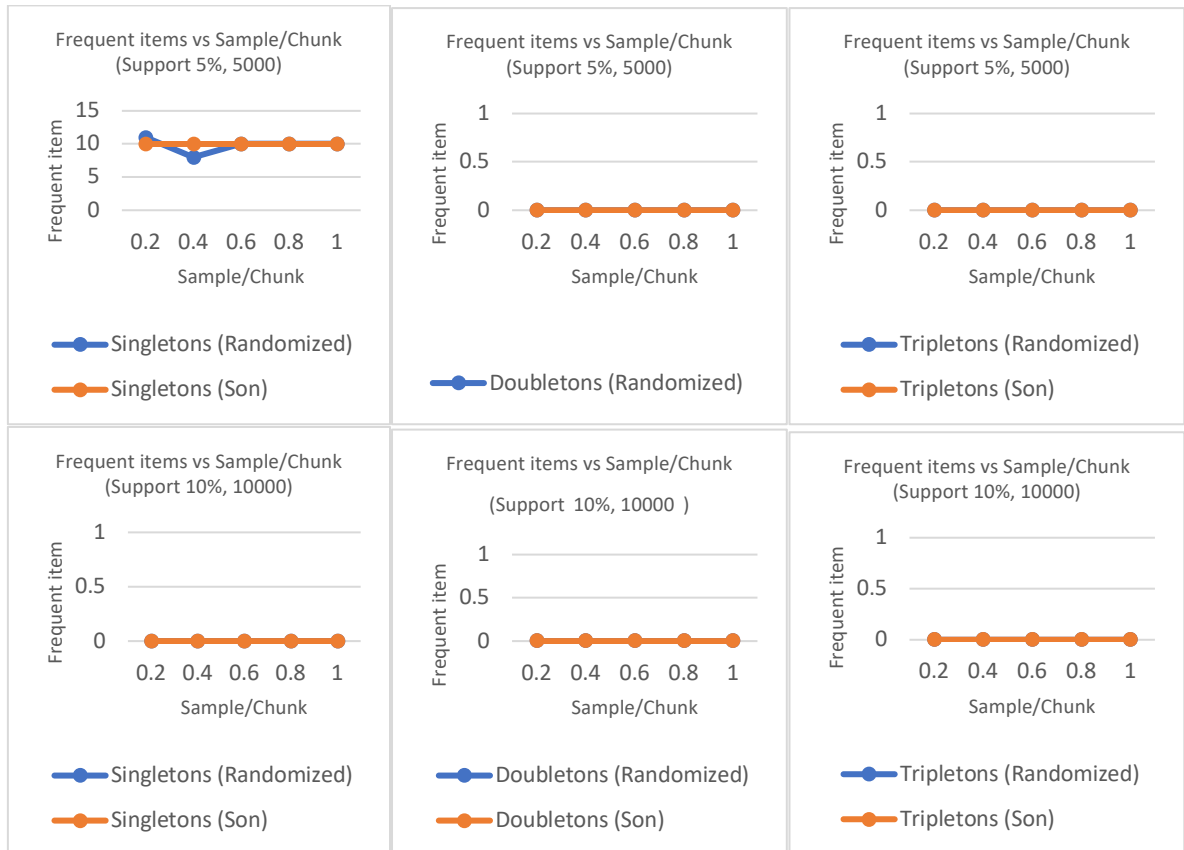 Frequent items vs Sample/Chunk
(Support 5%, 5000)
15
10
5
0
Frequent item
0.2 0.4 0.6 0.8 1
Sample/Chunk
Singletons (Randomized)
Singletons (Son)
Frequent items vs Sample/Chunk
(Support 5%, 5000)
1
0.5
0
Frequent item
0.2 0.4 0.6 0.8 1
Sample/Chunk
Doubletons (Randomized)
Frequent items vs Sample/Chunk
(Support 5%, 5000)
1
0.5
0
Frequent item
0.2 0.4 0.6 0.8 1
Sample/Chunk
Tripletons (Randomized)
Tripletons (Son)
Frequent items vs Sample/Chunk
(Support 10%, 10000)
1
0.5
0
Frequent item
0.2 0.4 0.6 0.8 1
Sample/Chunk
Singletons (Randomized)
Singletons (Son)
Frequent items vs Sample/Chunk
(Support 10%, 10000 )
1
0.5
0
Frequent item
0.2 0.4 0.6 0.8 1
Sample/Chunk
Doubletons (Randomized)
Doubletons (Son)
Frequent items vs Sample/Chunk
(Support 10%, 10000)
1
0.5
0
Frequent item
0.2 0.4 0.6 0.8 1
Sample/Chunk
Tripletons (Randomized)
Tripletons (Son)